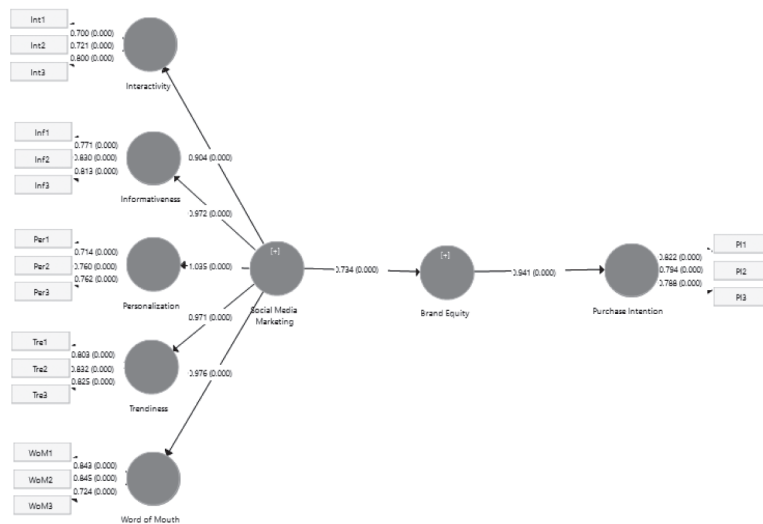 Int1
0.700 (0.000)
Int2
0.721 (0.000)
0.800 (0.000)
Int3
Interactivity
Inf1
0.771 (0.000)
Inf2
0.830 (0.000)
0.813 (0.000)
Inf3
Informativeness
Per1
0.714 (0.000)
Per2
0.760 (0.000)
0.762 (0.000)
Per3
Personalization
Tre1
0.803 (0.000)
Tre2
0.832 (0.000)
0.825 (0.000)
Tre3
Trendiness
WoM1
0.843 (0.000)
WoM2
0.845 (0.000)
0.724 (0.000)
WoM3
Word of Mouth
0.904 (0.000)
0.972 (0.000)
1.035 (0.000)
0.971 (0.000)
0.976 (0.000)
[+]
Social Media
Marketing
0.734 (0.000)
[+]
Brand Equity
0.941 (0.000)
Purchase Intention
0.822 (0.000)
0.794 (0.000)
0.788 (0.000)
PI1
PI2
PI3